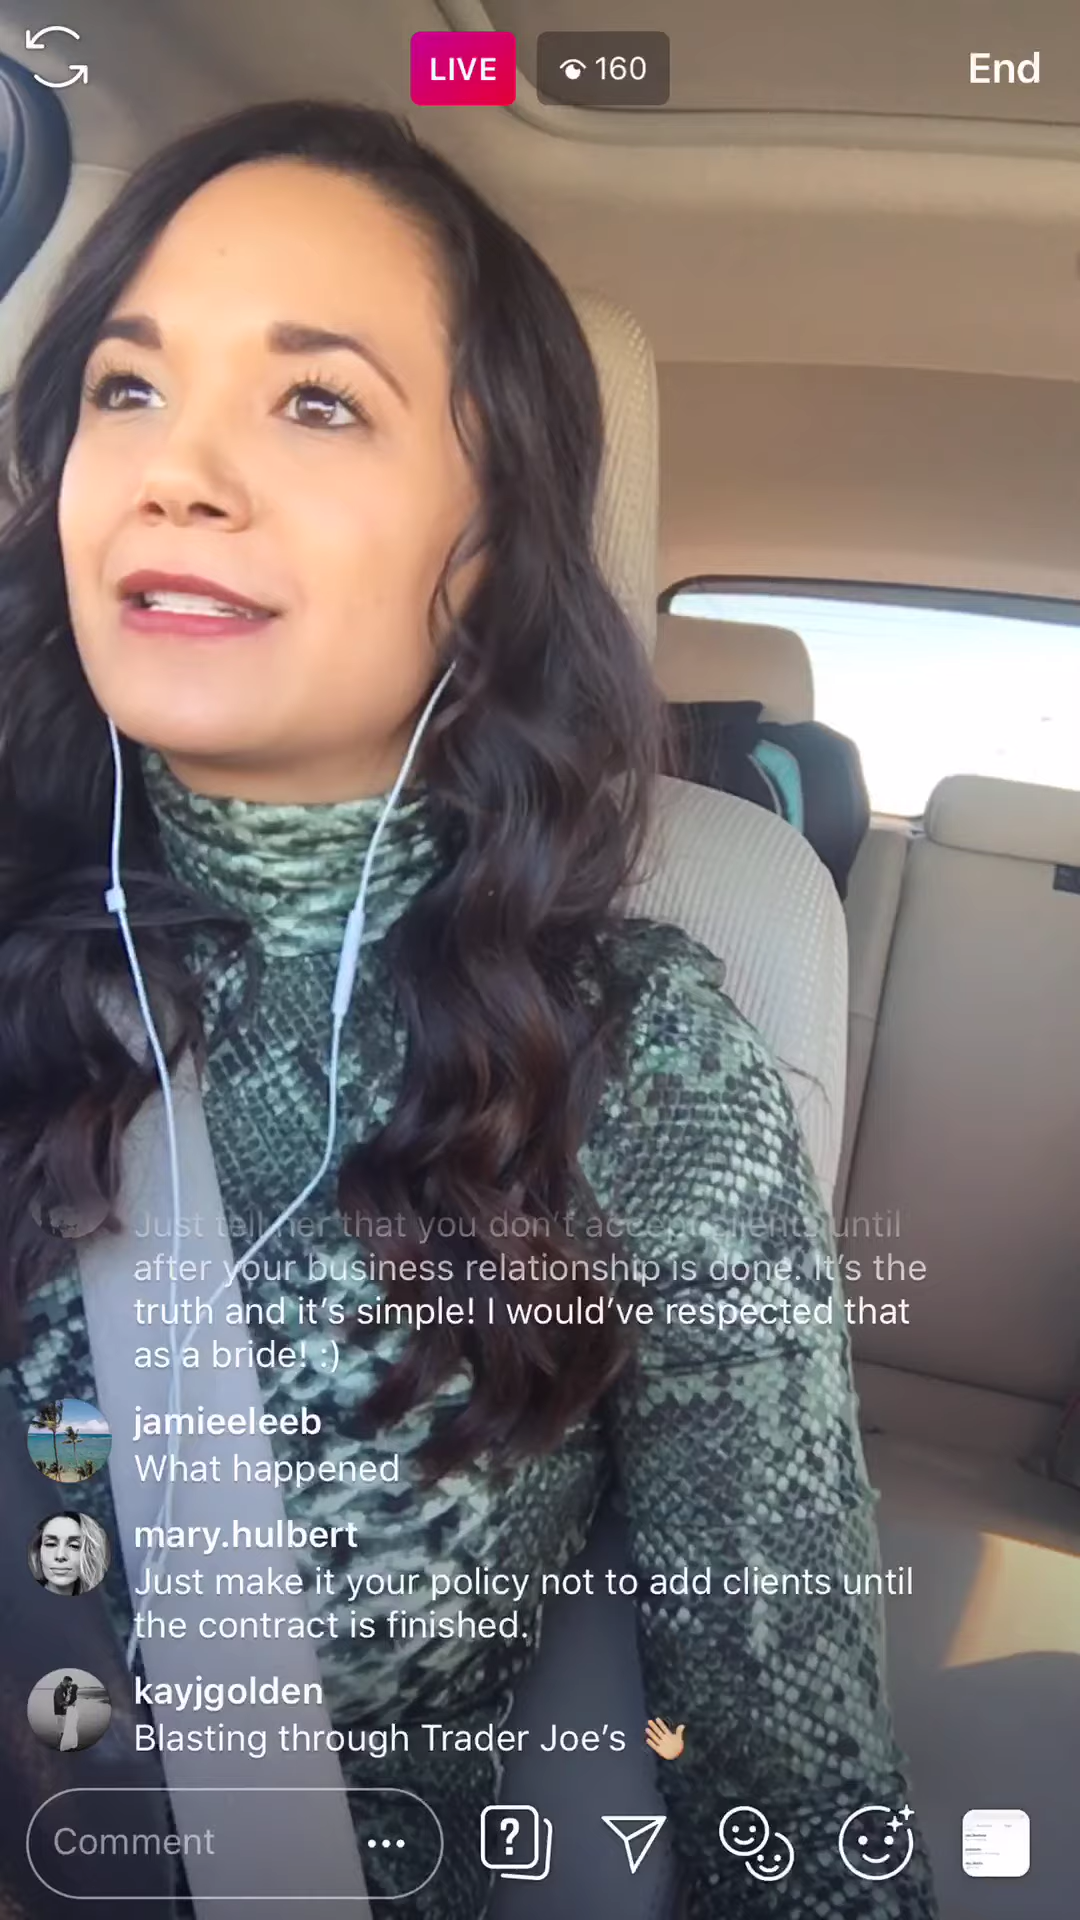 LIVE
160
End
Just tell her that you don't accept clients until
after your business relationship is done. It's the
truth and it's simple! I would've respected that
as a bride! :)
jamieeleeb
What happened
mary.hulbert
Just make it your policy not to add clients until
the contract is finished.
kayjgolden
Blasting through Trader Joe's 👋🏼
Comment